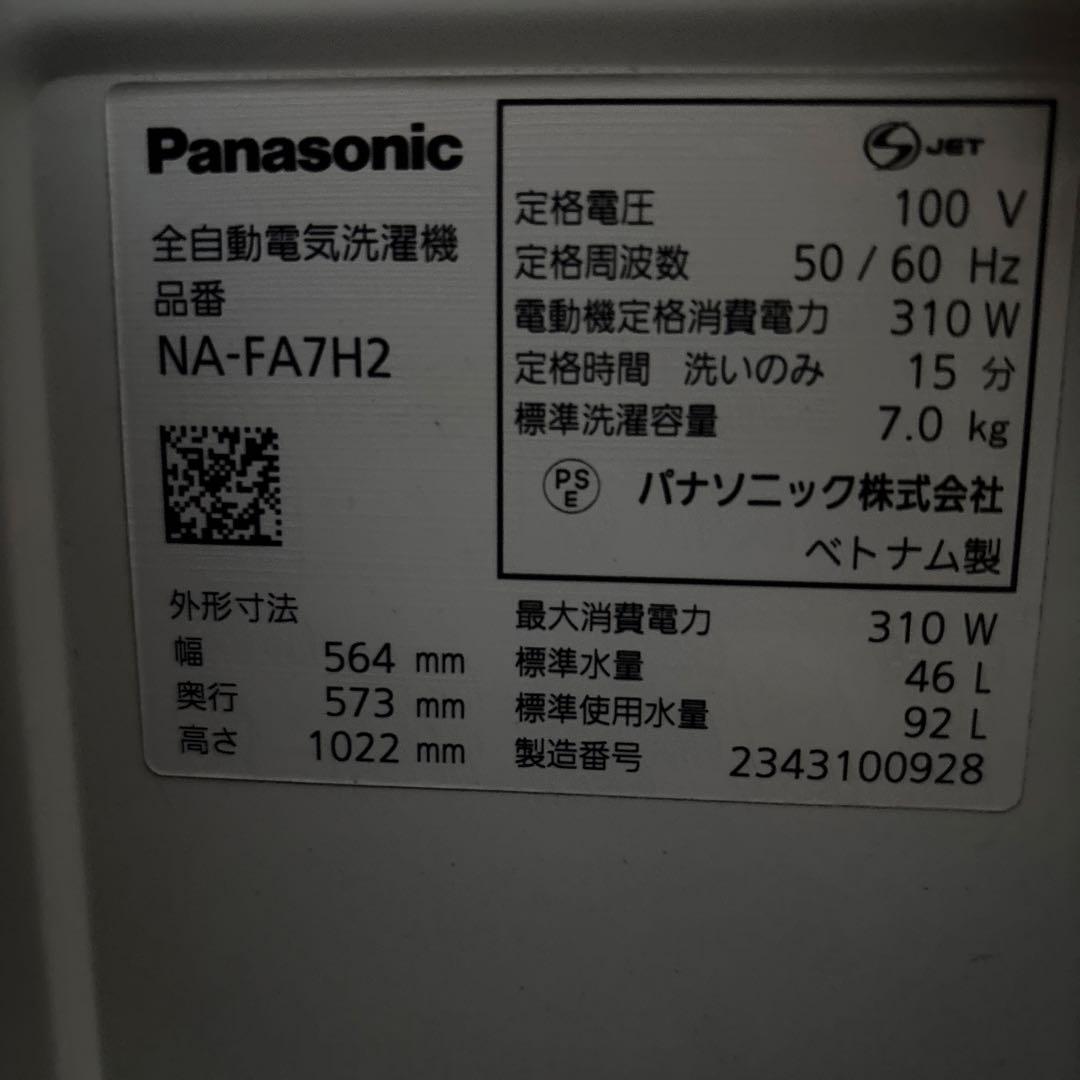 Panasonic
全自動電気洗濯機
品番
NA-FA7H2
S JET
定格電圧 100 V
定格周波数 50 / 60 Hz
電動機定格消費電力 310 W
定格時間 洗いのみ 15 分
標準洗濯容量 7.0 kg
PSE パナソニック株式会社
ベトナム製
外形寸法
幅 564 mm
奥行 573 mm
高さ 1022 mm
最大消費電力 310 W
標準水量 46 L
標準使用水量 92 L
製造番号 2343100928